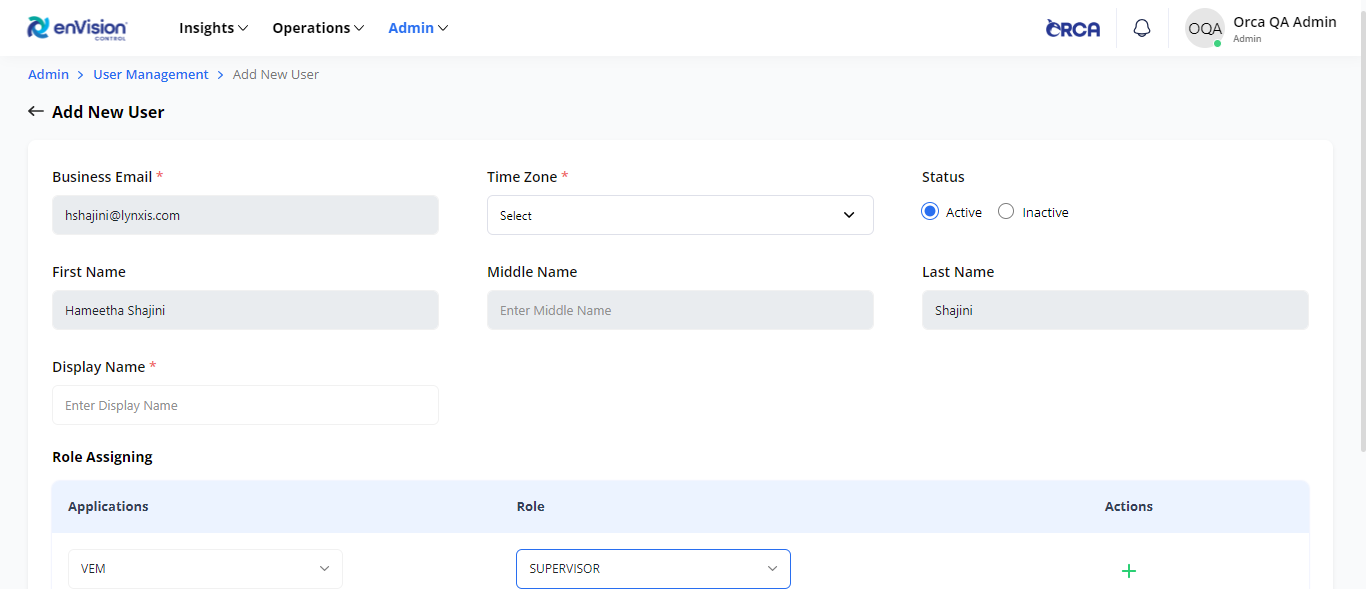 enVision
CONTROL
Insights
Operations
Admin
ORCA
OQA
Orca QA Admin
Admin
Admin > User Management > Add New User
← Add New User
Business Email *
Time Zone *
Status
hshajini@lynxis.com
Select
Active
Inactive
First Name
Middle Name
Last Name
Hameetha Shajini
Enter Middle Name
Shajini
Display Name *
Enter Display Name
Role Assigning
Applications
Role
Actions
VEM
SUPERVISOR
+